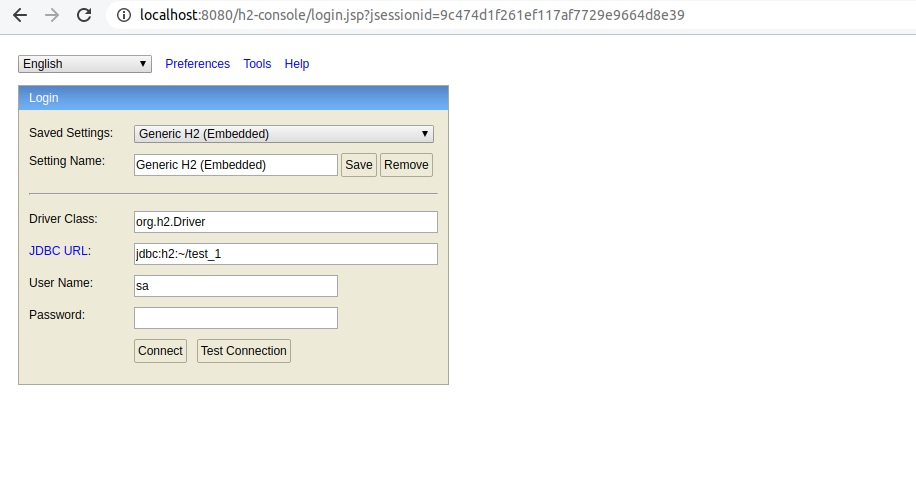 localhost:8080/h2-console/login.jsp?jsessionid=9c474d1f261ef117af7729e9664d8e39
English Preferences Tools Help
Login
Saved Settings: Generic H2 (Embedded)
Setting Name: Generic H2 (Embedded) Save Remove
Driver Class: org.h2.Driver
JDBC URL: jdbc:h2:~/test_1
User Name: sa
Password:
Connect Test Connection